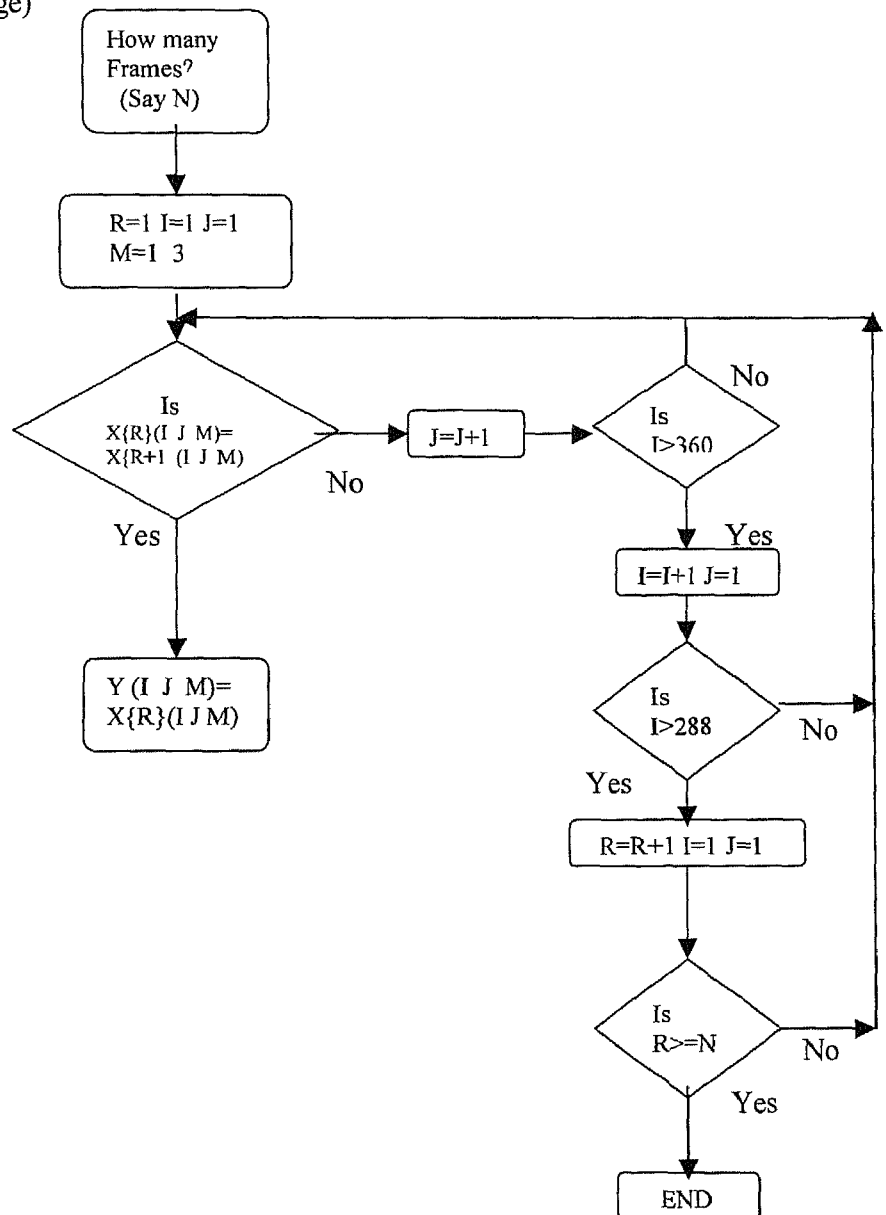 ge)
How many
Frames?
(Say N)
R=1 I=1 J=1
M=1 3
Is
X{R}(I J M)=
X{R+1 (I J M)
No
J=J+1
Is
I>360
No
Yes
Yes
I=I+1 J=1
Y (I J M)=
X{R}(I J M)
Is
I>288
No
Yes
R=R+1 I=1 J=1
Is
R>=N
No
Yes
END